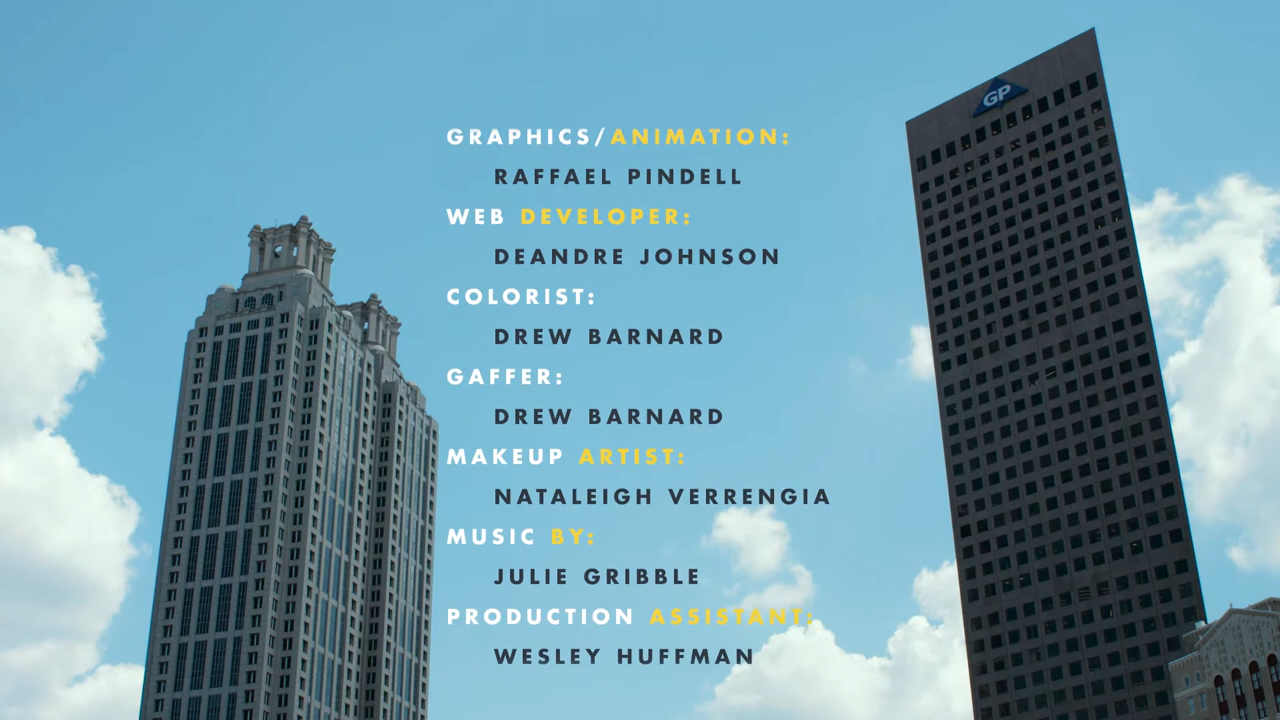 GP
GRAPHICS/ANIMATION:
RAFFAEL PINDELL
WEB DEVELOPER:
DEANDRE JOHNSON
COLORIST:
DREW BARNARD
GAFFER:
DREW BARNARD
MAKEUP ARTIST:
NATALEIGH VERRENGIA
MUSIC BY:
JULIE GRIBBLE
PRODUCTION ASSISTANT:
WESLEY HUFFMAN